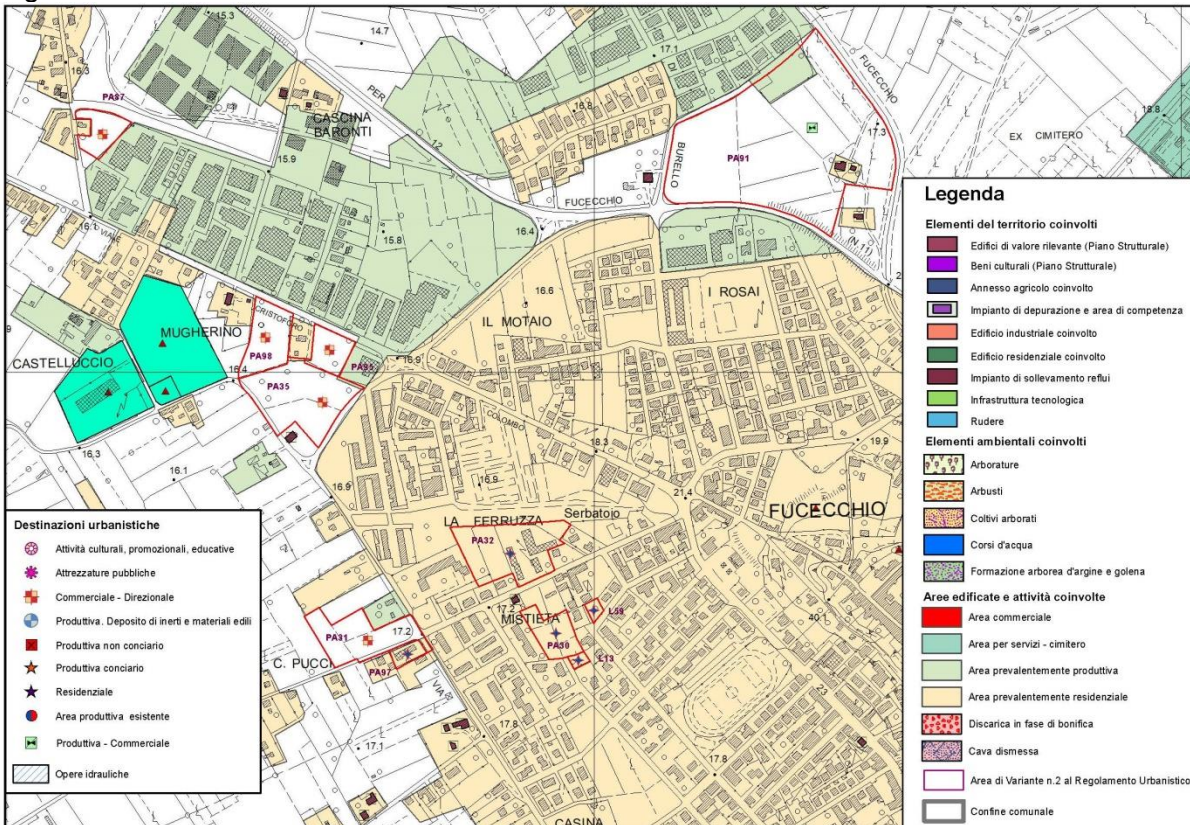 15.3
14.7
16.3
PER
17.1
DI
FUCECCHIO
18.8
PA87
CASCINA
BARONTI
16.8
17.3
EX CIMITERO
12
15.9
BURELLO
PA91
FUCECCHIO
16.1
VIALE
15.8
16.4
(N 11)
16.6
I ROSAI
IL MOTAIO
MUGHERINO
CRISTOFORO
CASTELLUCCIO
PA98
16.9
16.4
PA35
COLOMBO
16.3
18.3
19.9
16.1
16.9
16.9
21.4
FUCECCHIO
LA FERRUZZA
Serbatoio
PA32
17.2
MISTIETA
L59
40.1
PA31
17.2
PA30
L13
C. PUCCI
PA97
VIA
23
17.8
17.1
17.8
CASINA
Legenda
Elementi del territorio coinvolti
Edifici di valore rilevante (Piano Strutturale)
Beni culturali (Piano Strutturale)
Annesso agricolo coinvolto
Impianto di depurazione e area di competenza
Edificio industriale coinvolto
Edificio residenziale coinvolto
Impianto di sollevamento reflui
Infrastruttura tecnologica
Rudere
Elementi ambientali coinvolti
Arborature
Arbusti
Coltivi arborati
Corsi d'acqua
Formazione arborea d'argine e golena
Aree edificate e attività coinvolte
Area commerciale
Area per servizi - cimitero
Area prevalentemente produttiva
Area prevalentemente residenziale
Discarica in fase di bonifica
Cava dismessa
Area di Variante n.2 al Regolamento Urbanistico
Confine comunale
Destinazioni urbanistiche
Attività culturali, promozionali, educative
Attrezzature pubbliche
Commerciale - Direzionale
Produttiva. Deposito di inerti e materiali edili
Produttiva non conciario
Produttiva conciario
Residenziale
Area produttiva esistente
Produttiva - Commerciale
Opere idrauliche